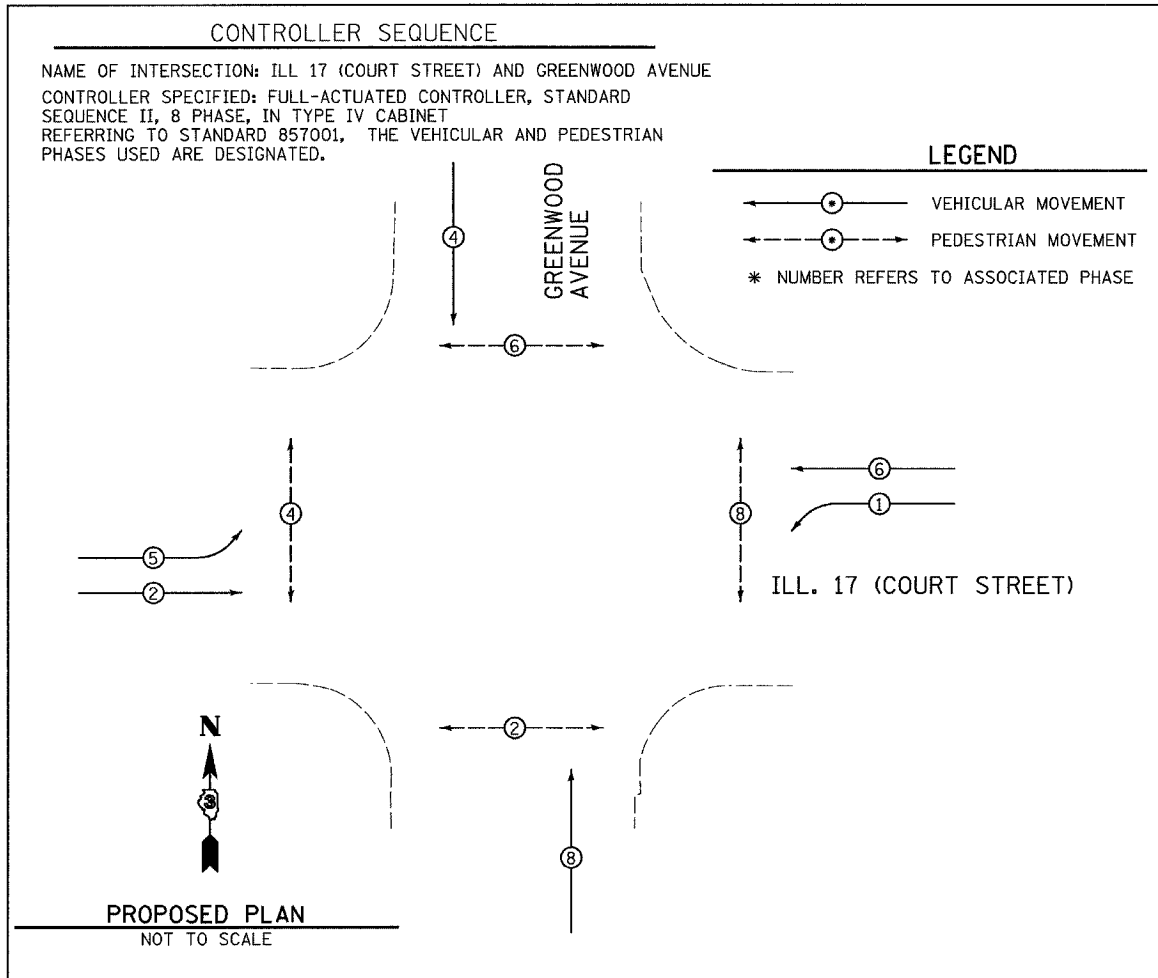 CONTROLLER SEQUENCE
NAME OF INTERSECTION: ILL 17 (COURT STREET) AND GREENWOOD AVENUE
CONTROLLER SPECIFIED: FULL-ACTUATED CONTROLLER, STANDARD
SEQUENCE II, 8 PHASE, IN TYPE IV CABINET
REFERRING TO STANDARD 857001, THE VEHICULAR AND PEDESTRIAN
PHASES USED ARE DESIGNATED.
LEGEND
* VEHICULAR MOVEMENT
* PEDESTRIAN MOVEMENT
* NUMBER REFERS TO ASSOCIATED PHASE
GREENWOOD
AVENUE
4
6
6
1
4
8
5
2
ILL. 17 (COURT STREET)
2
8
N
3
PROPOSED PLAN
NOT TO SCALE